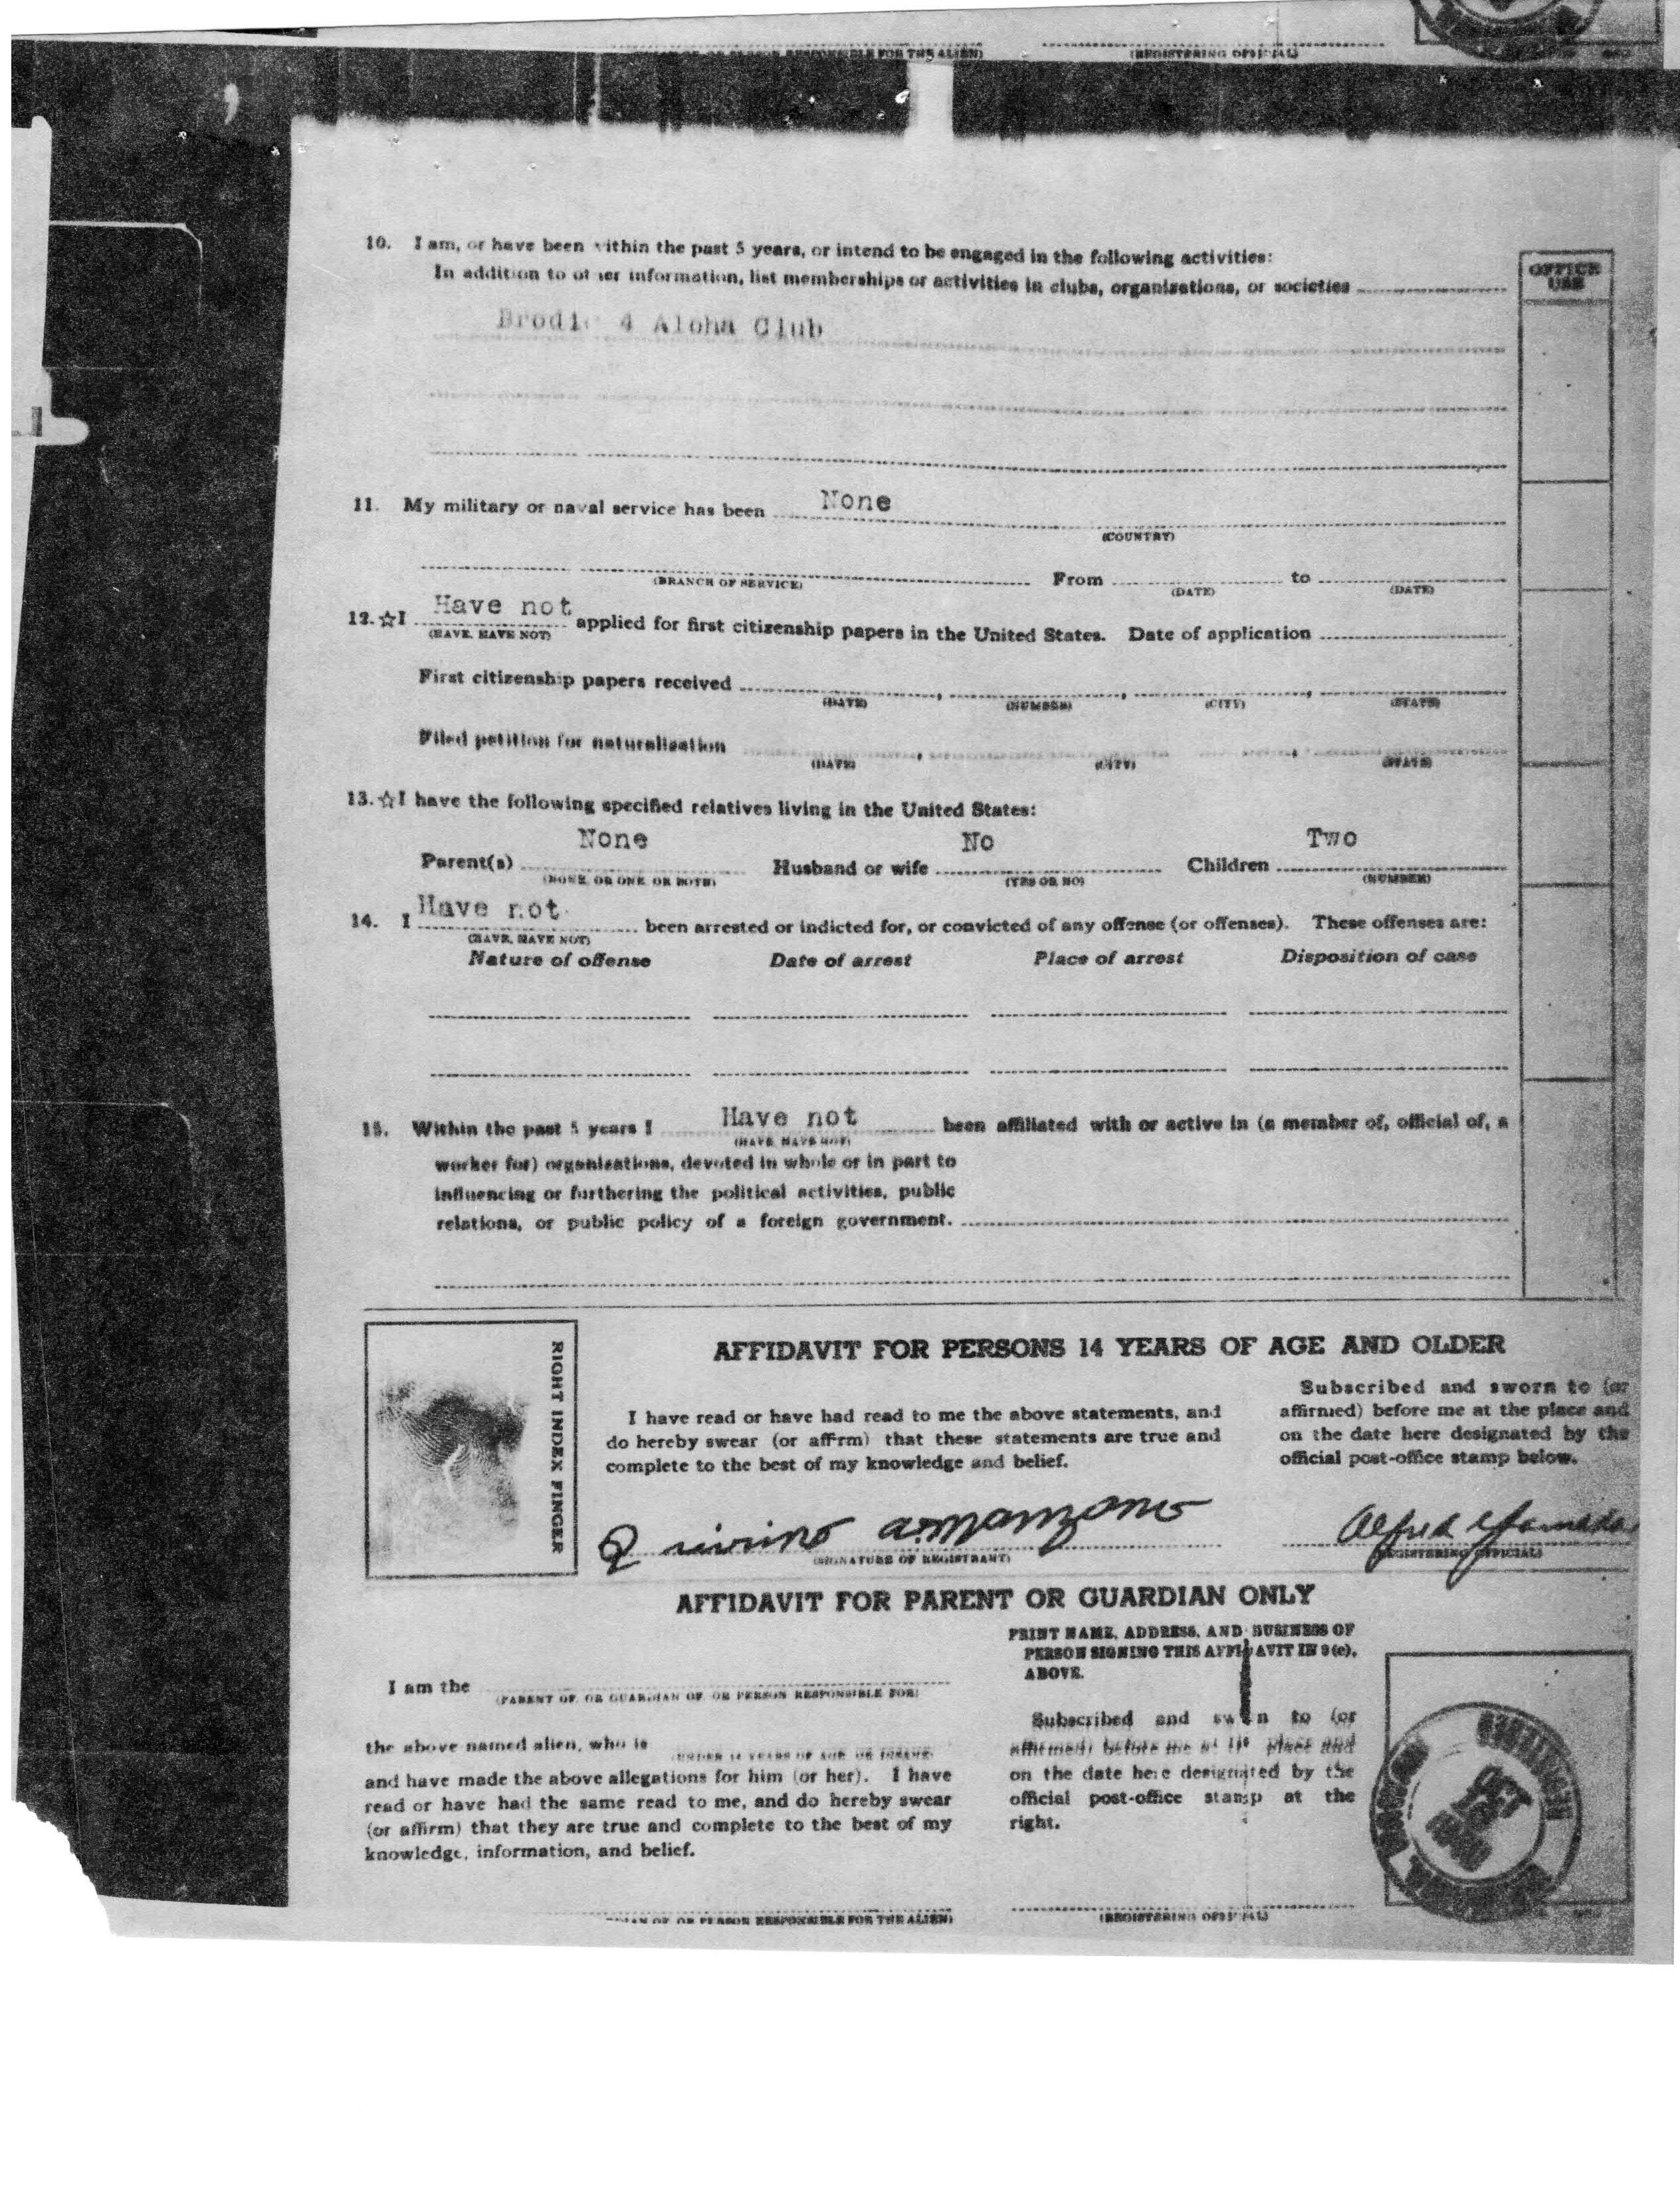 RESPONSIBLE FOR THE ALIEN)
(REGISTERING OFFICIAL)
10. I am, or have been within the past 5 years, or intend to be engaged in the following activities:
In addition to other information, list memberships or activities in clubs, organizations, or societies
OFFICE
USE
Brodie 4 Aloha Club
11. My military or naval service has been None
(COUNTRY)
From to
(BRANCH OF SERVICE) (DATE) (DATE)
12. ☆I Have not applied for first citizenship papers in the United States. Date of application
(HAVE, HAVE NOT)
First citizenship papers received , , ,
(DATE) (NUMBER) (CITY) (STATE)
Filed petition for naturalization , ,
(DATE) (CITY) (STATE)
13. ☆I have the following specified relatives living in the United States:
Parent(s) None Husband or wife No Children Two
(NONE, OR ONE, OR BOTH) (YES OR NO) (NUMBER)
14. I Have not been arrested or indicted for, or convicted of any offense (or offenses). These offenses are:
(HAVE, HAVE NOT)
Nature of offense Date of arrest Place of arrest Disposition of case
15. Within the past 5 years I Have not been affiliated with or active in (a member of, official of, a
(HAVE, HAVE NOT)
worker for) organizations, devoted in whole or in part to
influencing or furthering the political activities, public
relations, or public policy of a foreign government.
RIGHT INDEX FINGER
AFFIDAVIT FOR PERSONS 14 YEARS OF AGE AND OLDER
I have read or have had read to me the above statements, and
do hereby swear (or affirm) that these statements are true and
complete to the best of my knowledge and belief.
Quirino a. manzano
(SIGNATURE OF REGISTRANT)
Subscribed and sworn to (or
affirmed) before me at the place and
on the date here designated by the
official post-office stamp below.
Alfred Yamada
(REGISTERING OFFICIAL)
AFFIDAVIT FOR PARENT OR GUARDIAN ONLY
I am the
(PARENT OF, OR GUARDIAN OF, OR PERSON RESPONSIBLE FOR)
the above named alien, who is
(UNDER 14 YEARS OF AGE, OR INSANE)
and have made the above allegations for him (or her). I have
read or have had the same read to me, and do hereby swear
(or affirm) that they are true and complete to the best of my
knowledge, information, and belief.
OR PERSON RESPONSIBLE FOR THE ALIEN)
PRINT NAME, ADDRESS, AND BUSINESS OF
PERSON SIGNING THIS AFFIDAVIT IN 9(e),
ABOVE.
Subscribed and sworn to (or
affirmed) before me at the place and
on the date here designated by the
official post-office stamp at the
right.
(REGISTERING OFFICIAL)
REGISTERED
OCT
1940